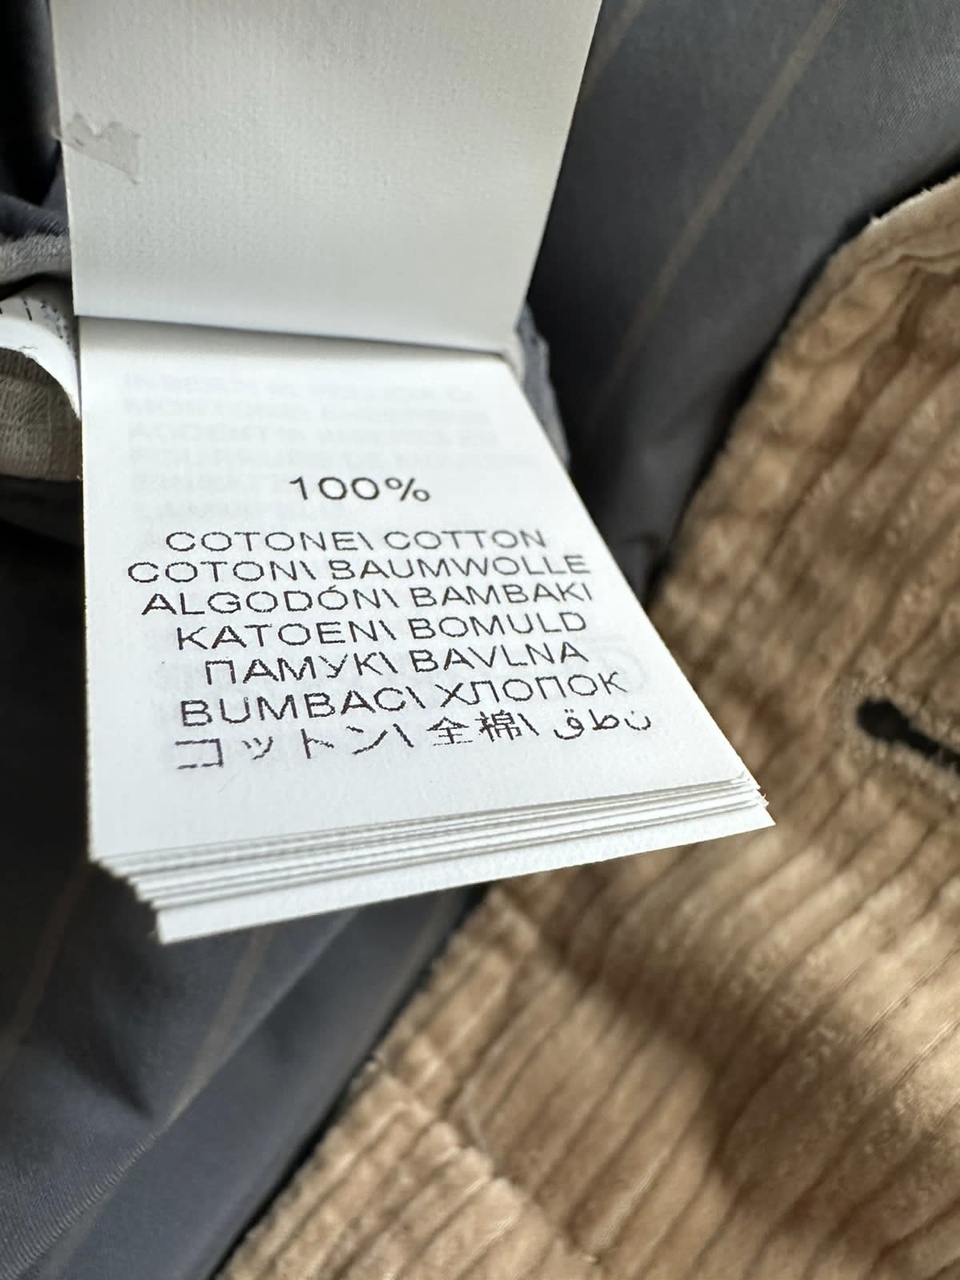 100%
COTONE\ COTTON
COTON\ BAUMWOLLE
ALGODÓN\ BAMBAKI
KATOEN\ BOMULD
ПАМУК\ BAVLNA
BUMBAC\ ХЛОПОК
コットン\ 全棉\ نطق